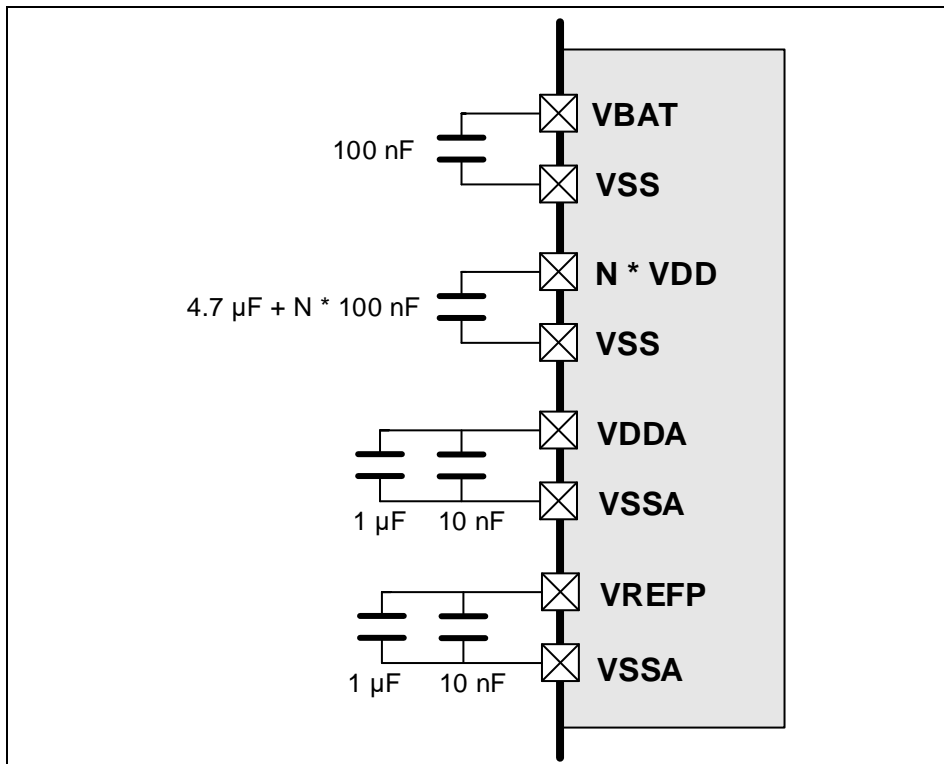 VBAT
100 nF
VSS
N * VDD
4.7 µF + N * 100 nF
VSS
VDDA
VSSA
1 µF 10 nF
VREFP
VSSA
1 µF 10 nF